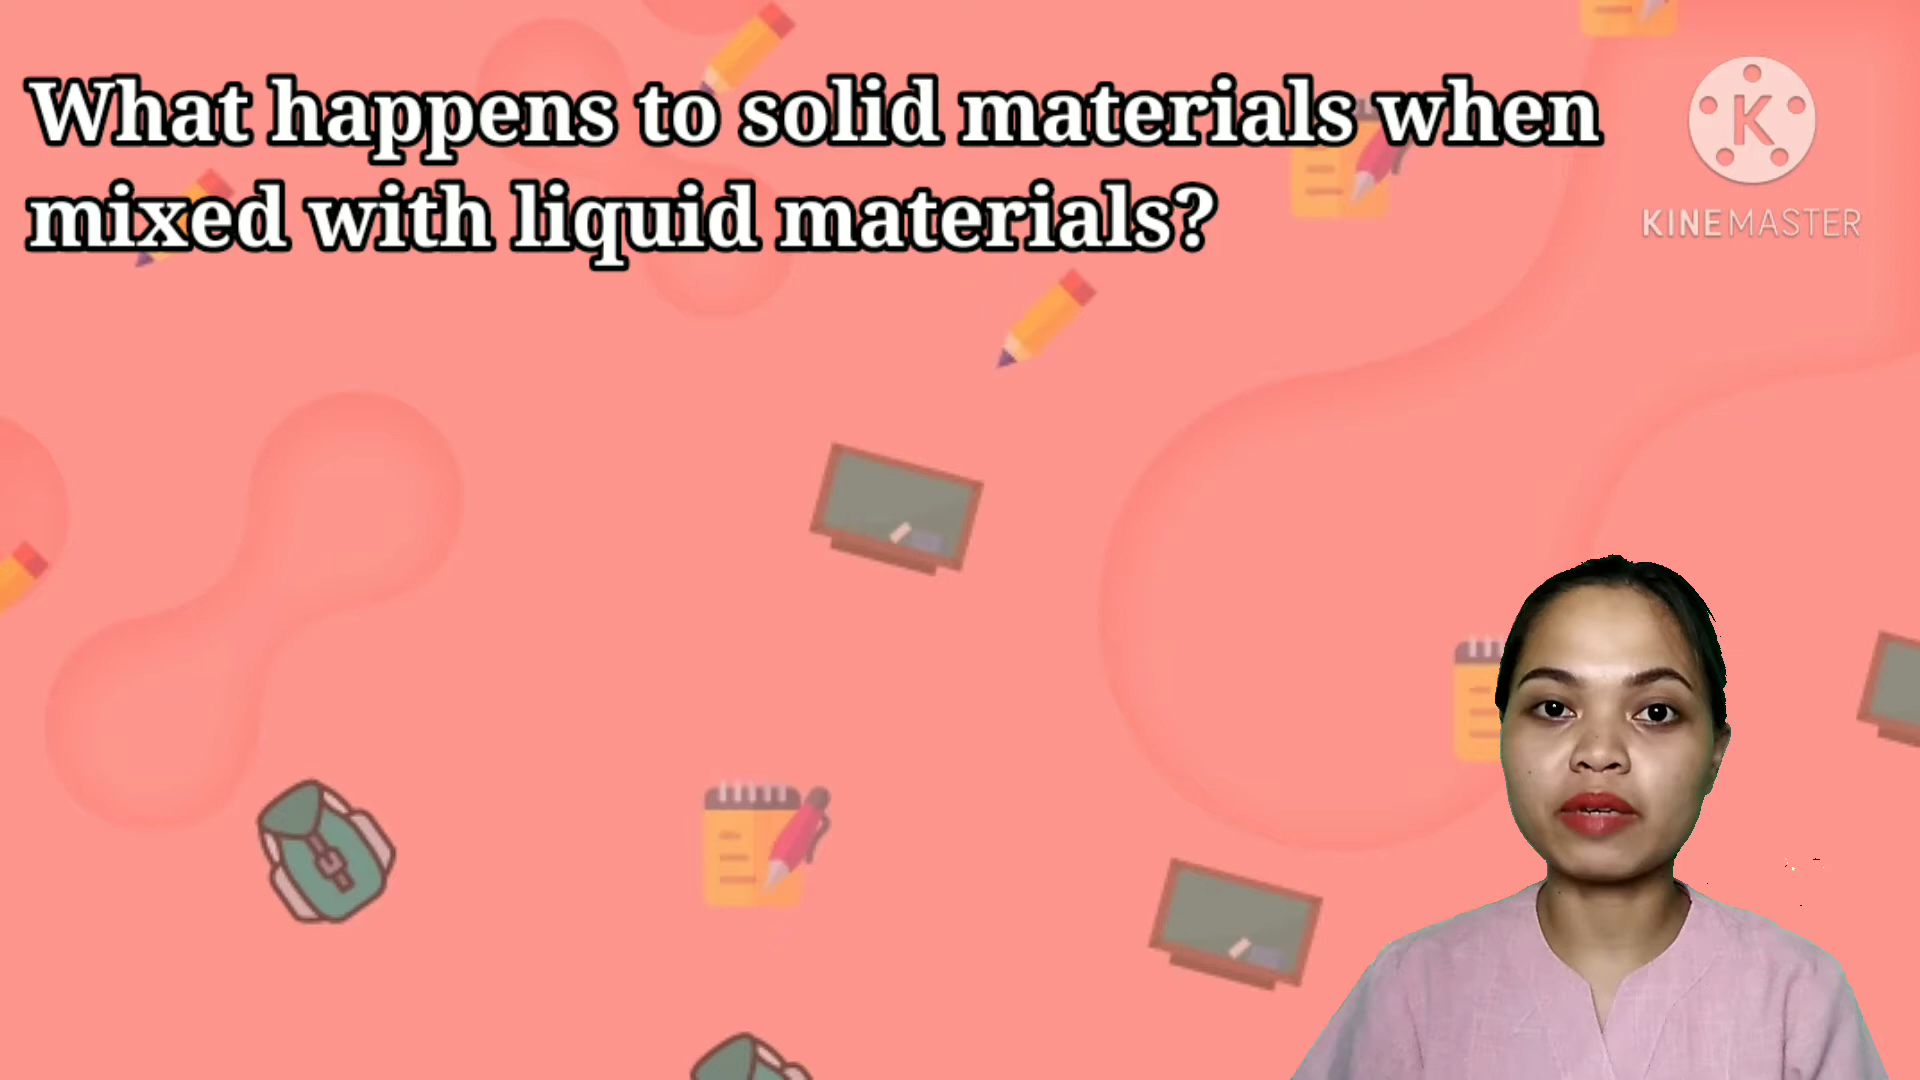 What happens to solid materials when
mixed with liquid materials?
K
KINEMASTER